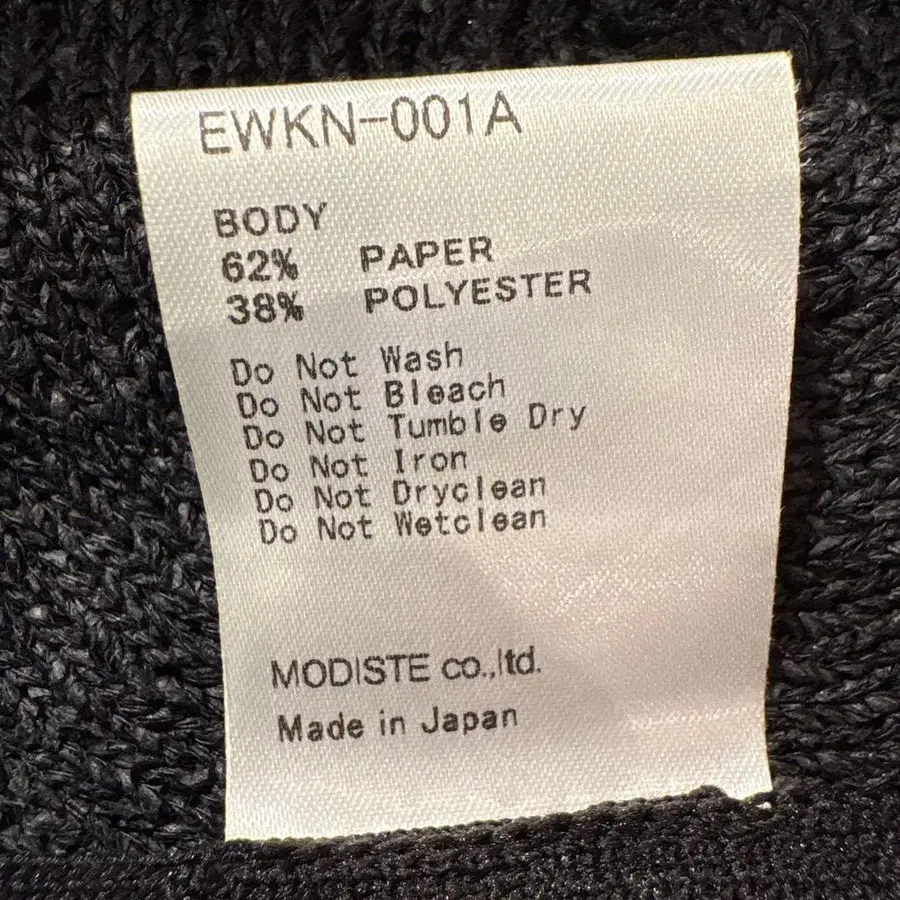 EWKN-001A
BODY
62% PAPER
38% POLYESTER
Do Not Wash
Do Not Bleach
Do Not Tumble Dry
Do Not Iron
Do Not Dryclean
Do Not Wetclean
MODISTE co.,ltd.
Made in Japan